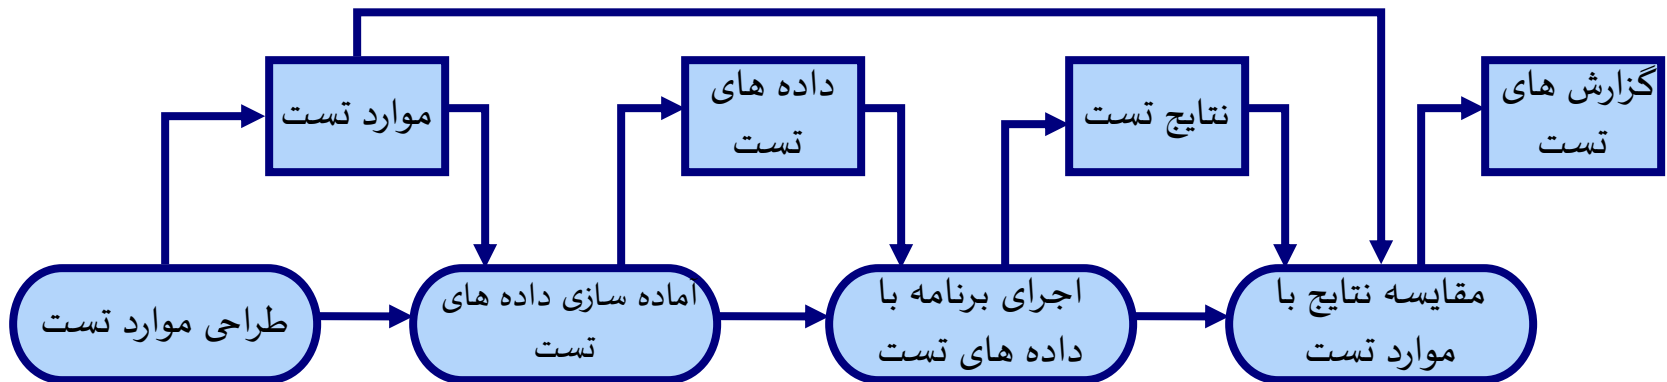 موارد تست
داده های
تست
نتایج تست
گزارش های
تست
طراحی موارد تست
آماده سازی داده های
تست
اجرای برنامه با
داده های تست
مقایسه نتایج با
موارد تست